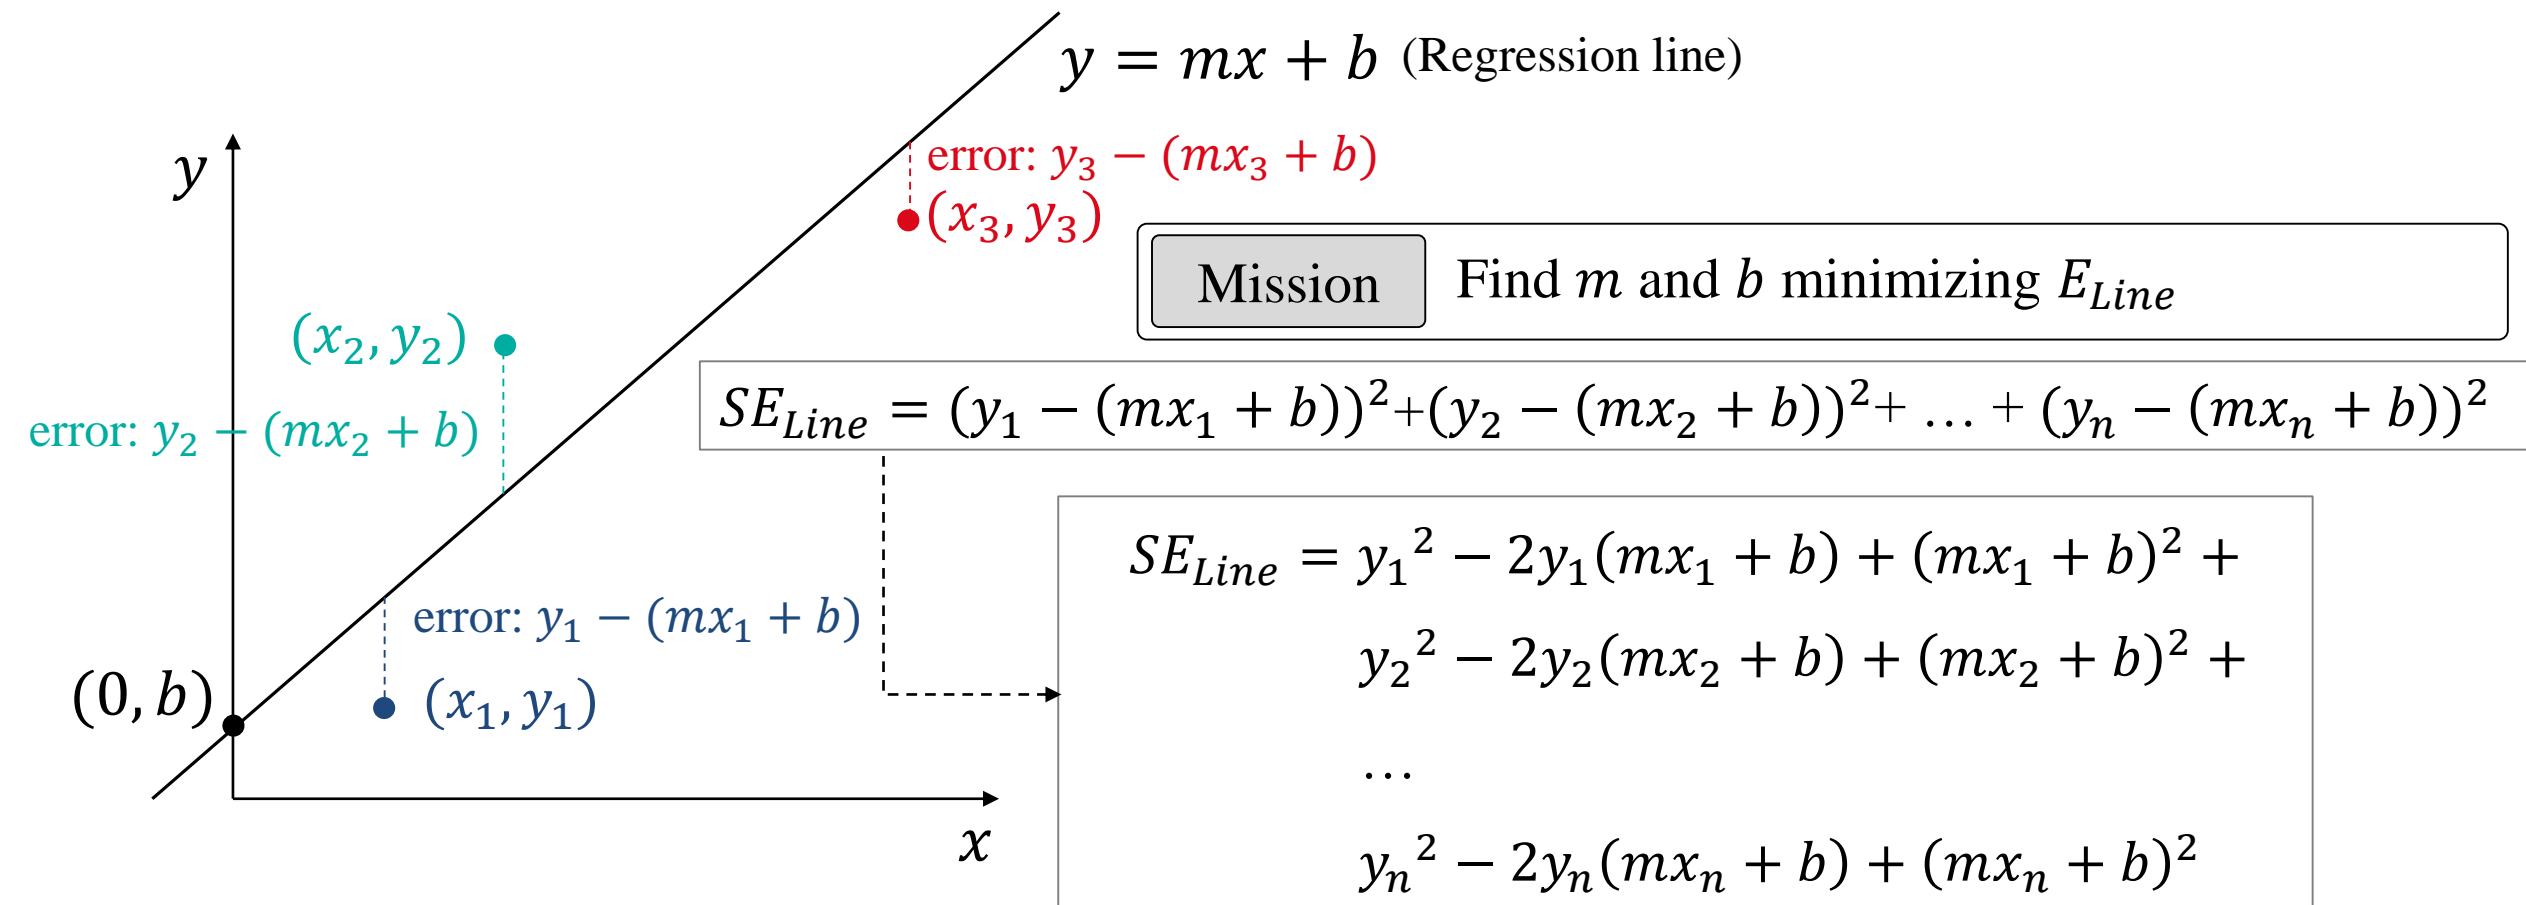 y = mx + b (Regression line)
y
error: y₃ − (mx₃ + b)
(x₃, y₃)
Mission Find m and b minimizing E_Line
(x₂, y₂)
SE_Line = (y₁ − (mx₁ + b))²+(y₂ − (mx₂ + b))²+ … + (yₙ − (mxₙ + b))²
error: y₂ − (mx₂ + b)
SE_Line = y₁² − 2y₁(mx₁ + b) + (mx₁ + b)² +
y₂² − 2y₂(mx₂ + b) + (mx₂ + b)² +
…
yₙ² − 2yₙ(mxₙ + b) + (mxₙ + b)²
error: y₁ − (mx₁ + b)
(0, b)
(x₁, y₁)
x